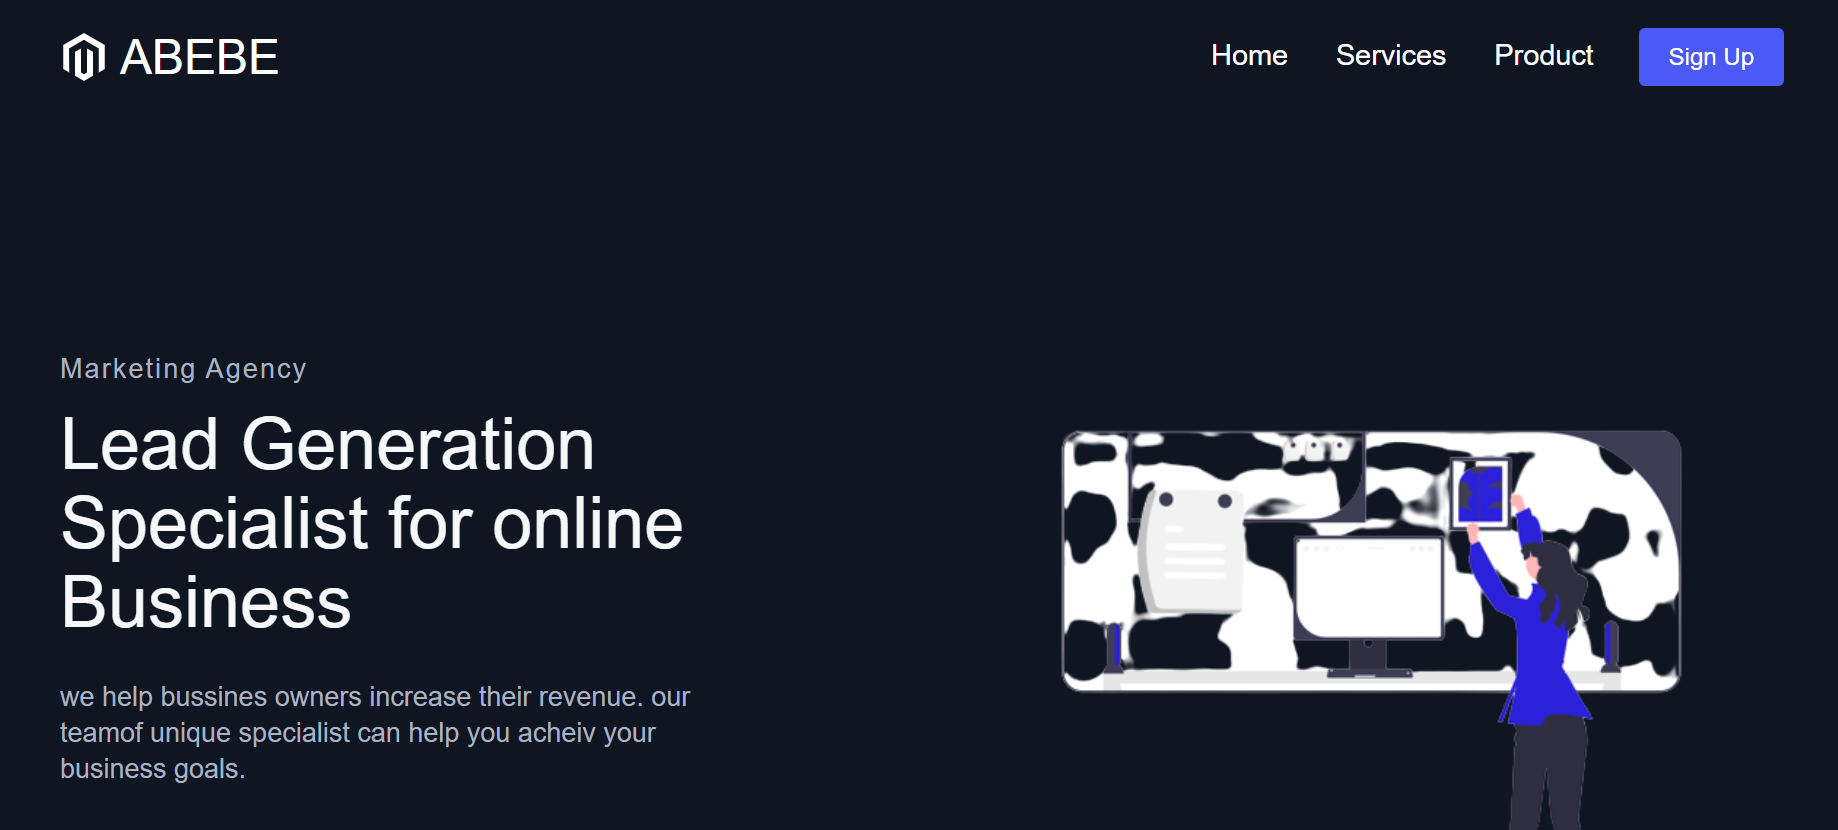 ABEBE
Home Services Product Sign Up
Marketing Agency
Lead Generation
Specialist for online
Business
we help bussines owners increase their revenue. our
teamof unique specialist can help you acheiv your
business goals.